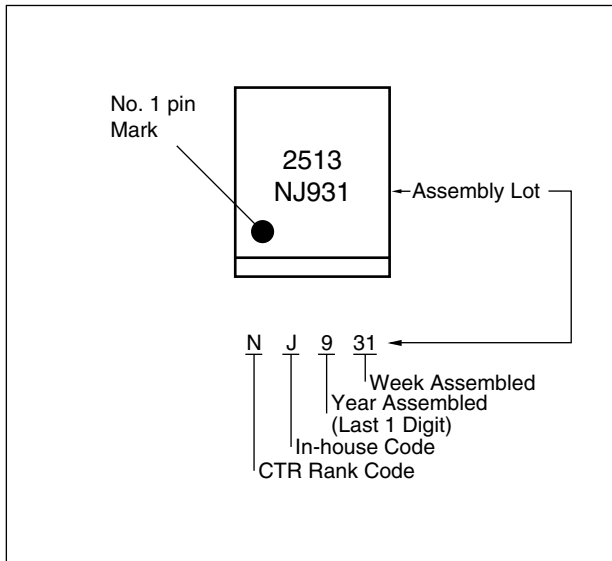 No. 1 pin
Mark
2513
NJ931
Assembly Lot
N J 9 31
Week Assembled
Year Assembled
(Last 1 Digit)
In-house Code
CTR Rank Code